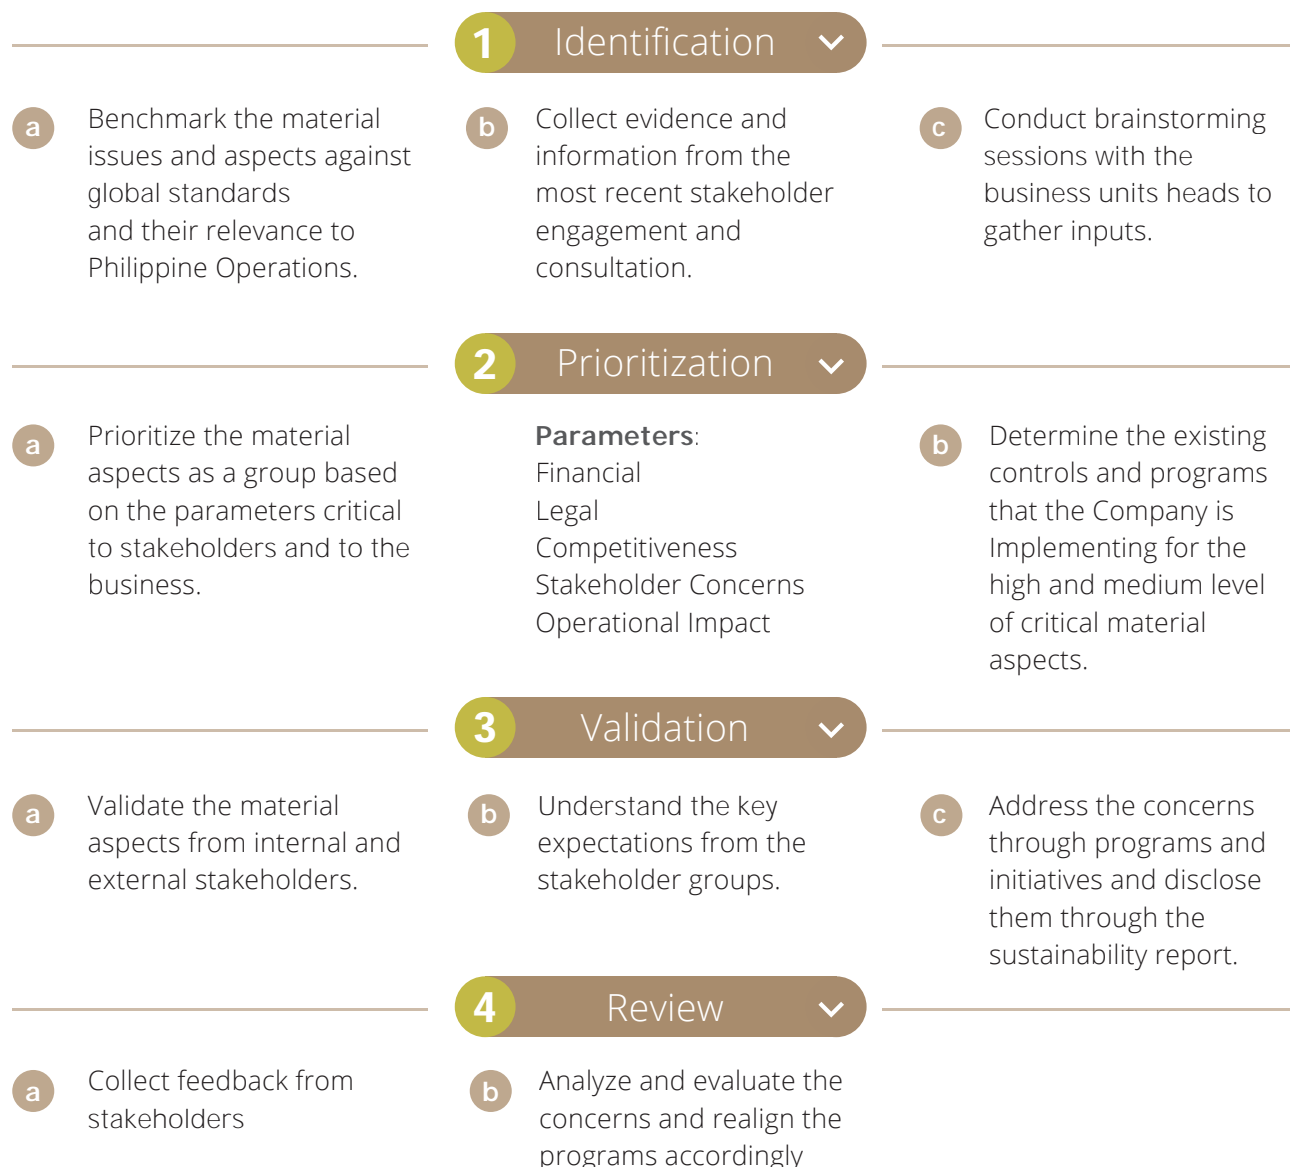 1 Identification
a Benchmark the material
issues and aspects against
global standards
and their relevance to
Philippine Operations.
b Collect evidence and
information from the
most recent stakeholder
engagement and
consultation.
c Conduct brainstorming
sessions with the
business units heads to
gather inputs.
2 Prioritization
a Prioritize the material
aspects as a group based
on the parameters critical
to stakeholders and to the
business.
Parameters:
Financial
Legal
Competitiveness
Stakeholder Concerns
Operational Impact
b Determine the existing
controls and programs
that the Company is
Implementing for the
high and medium level
of critical material
aspects.
3 Validation
a Validate the material
aspects from internal and
external stakeholders.
b Understand the key
expectations from the
stakeholder groups.
c Address the concerns
through programs and
initiatives and disclose
them through the
sustainability report.
4 Review
a Collect feedback from
stakeholders
b Analyze and evaluate the
concerns and realign the
programs accordingly